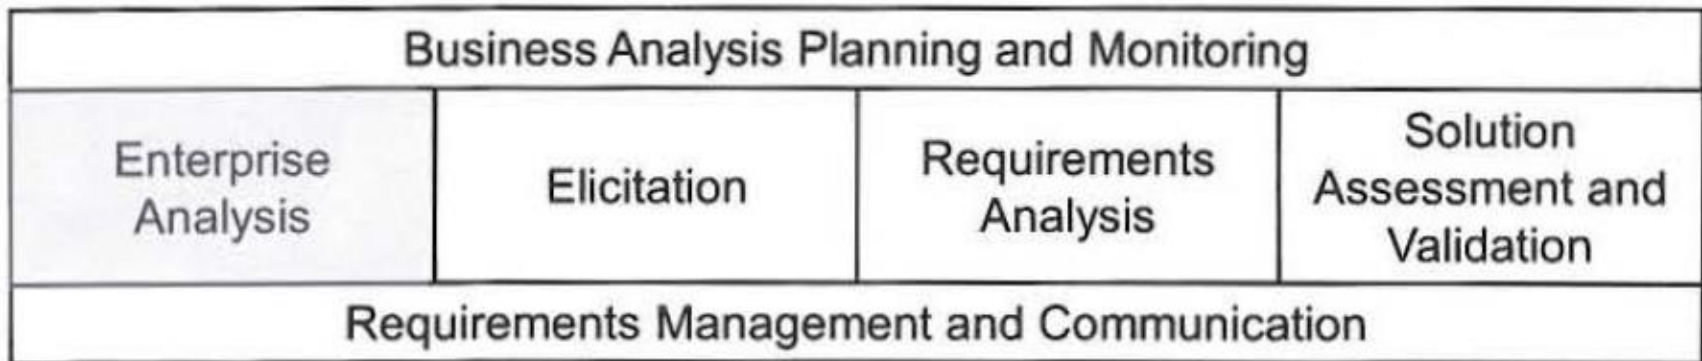 Business Analysis Planning and Monitoring
Enterprise
Analysis
Elicitation
Requirements
Analysis
Solution
Assessment and
Validation
Requirements Management and Communication